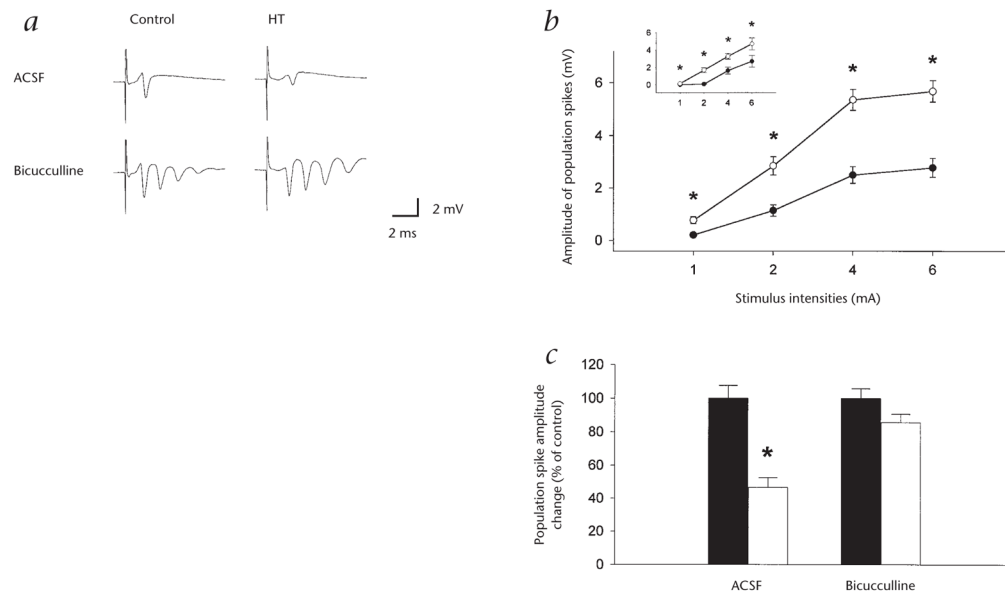 a
Control HT
ACSF
Bicucculline
2 mV
2 ms
b
Amplitude of population spikes (mV)
6
4
2
0
* * * *
6
4
2
0
1 2 4 6
* * * *
1 2 4 6
Stimulus intensities (mA)
c
Population spike amplitude
change (% of control)
120
100
80
60
40
20
0
*
ACSF Bicucculline